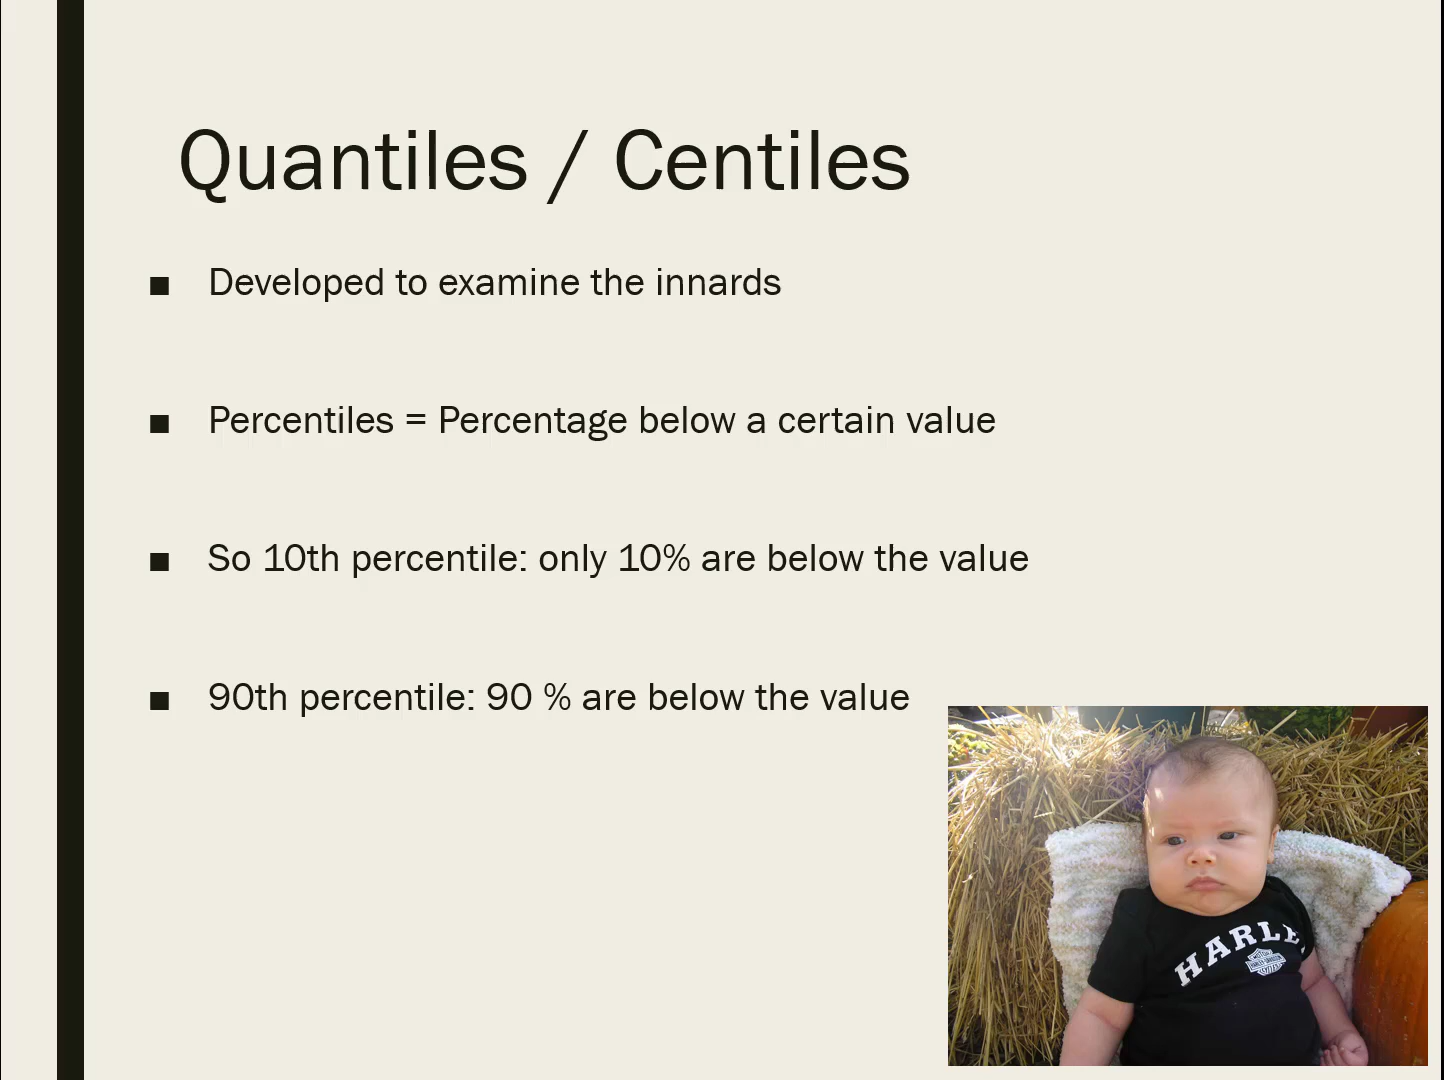 Quantiles / Centiles
Developed to examine the innards
Percentiles = Percentage below a certain value
So 10th percentile: only 10% are below the value
90th percentile: 90 % are below the value
HARLE